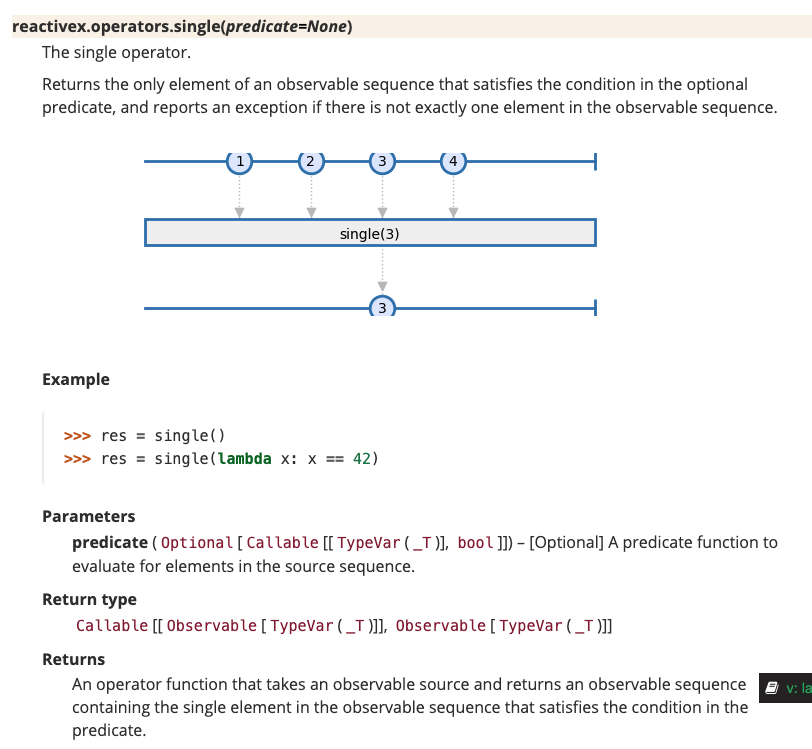 reactivex.operators.single(predicate=None)
The single operator.
Returns the only element of an observable sequence that satisfies the condition in the optional
predicate, and reports an exception if there is not exactly one element in the observable sequence.
1 2 3 4
single(3)
3
Example
>>> res = single()
>>> res = single(lambda x: x == 42)
Parameters
predicate (Optional[Callable[[TypeVar(_T)], bool]]) – [Optional] A predicate function to
evaluate for elements in the source sequence.
Return type
Callable[[Observable[TypeVar(_T)]], Observable[TypeVar(_T)]]
Returns
An operator function that takes an observable source and returns an observable sequence
containing the single element in the observable sequence that satisfies the condition in the
predicate.
v: la